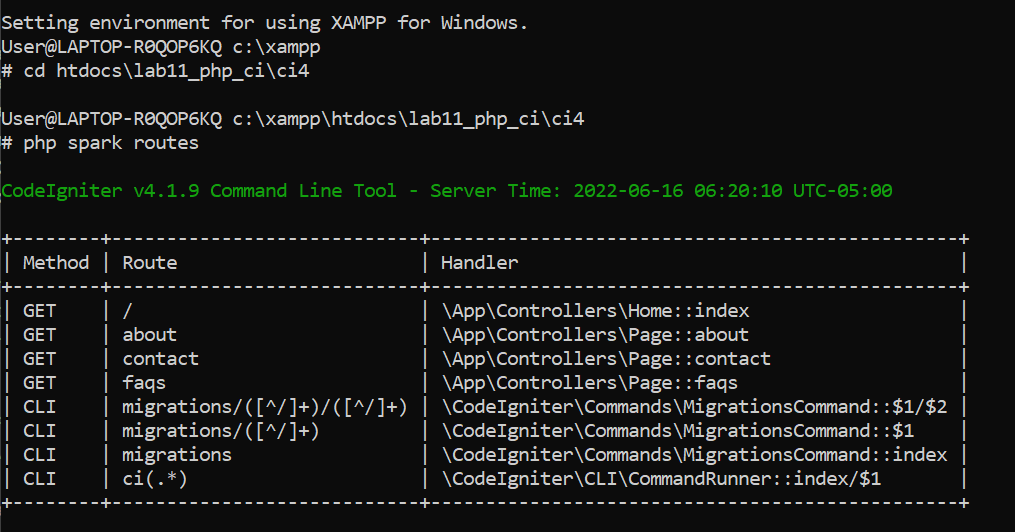 Setting environment for using XAMPP for Windows.
User@LAPTOP-R0QOP6KQ c:\xampp
# cd htdocs\lab11_php_ci\ci4
User@LAPTOP-R0QOP6KQ c:\xampp\htdocs\lab11_php_ci\ci4
# php spark routes
CodeIgniter v4.1.9 Command Line Tool - Server Time: 2022-06-16 06:20:10 UTC-05:00
+--------+----------------------------+------------------------------------------------+
| Method | Route                      | Handler                                        |
+--------+----------------------------+------------------------------------------------+
| GET    | /                          | \App\Controllers\Home::index                   |
| GET    | about                      | \App\Controllers\Page::about                   |
| GET    | contact                    | \App\Controllers\Page::contact                 |
| GET    | faqs                       | \App\Controllers\Page::faqs                    |
| CLI    | migrations/([^/]+)/([^/]+) | \CodeIgniter\Commands\MigrationsCommand::$1/$2 |
| CLI    | migrations/([^/]+)         | \CodeIgniter\Commands\MigrationsCommand::$1    |
| CLI    | migrations                 | \CodeIgniter\Commands\MigrationsCommand::index |
| CLI    | ci(.*)                     | \CodeIgniter\CLI\CommandRunner::index/$1       |
+--------+----------------------------+------------------------------------------------+